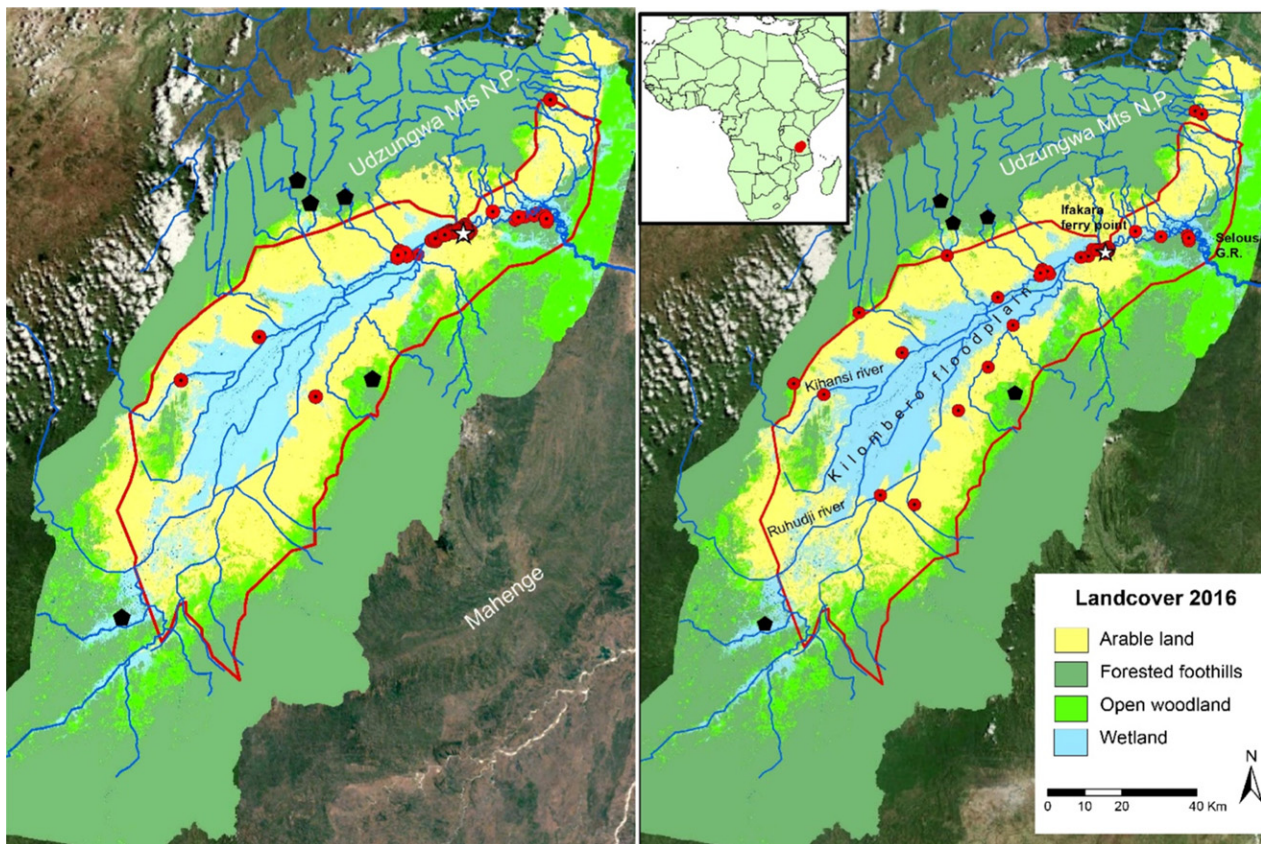 Udzungwa Mts N.P.
Mahenge
Udzungwa Mts N.P.
Ifakara
ferry point
Selous
G.R.
Kilombero floodplain
Kihansi river
Ruhudji river
Landcover 2016
Arable land
Forested foothills
Open woodland
Wetland
N
0 10 20 40 Km